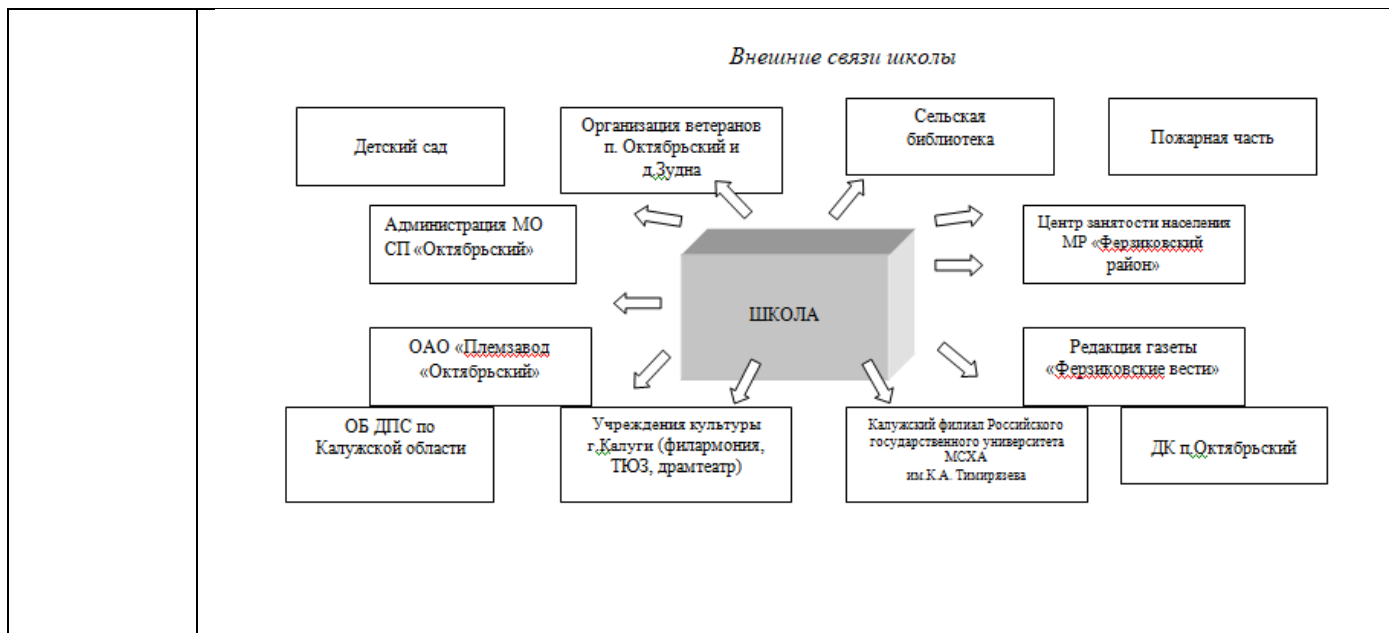 Внешние связи школы
Детский сад
Организация ветеранов
п. Октябрьский и
д.Зудна
Сельская
библиотека
Пожарная часть
Администрация МО
СП «Октябрьский»
Центр занятости населения
МР «Ферзиковский
район»
ШКОЛА
ОАО «Племзавод
«Октябрьский»
Редакция газеты
«Ферзиковские вести»
ОБ ДПС по
Калужской области
Учреждения культуры
г.Калуги (филармония,
ТЮЗ, драмтеатр)
Калужский филиал Российского
государственного университета
МСХА
им.К.А. Тимирязева
ДК п.Октябрьский